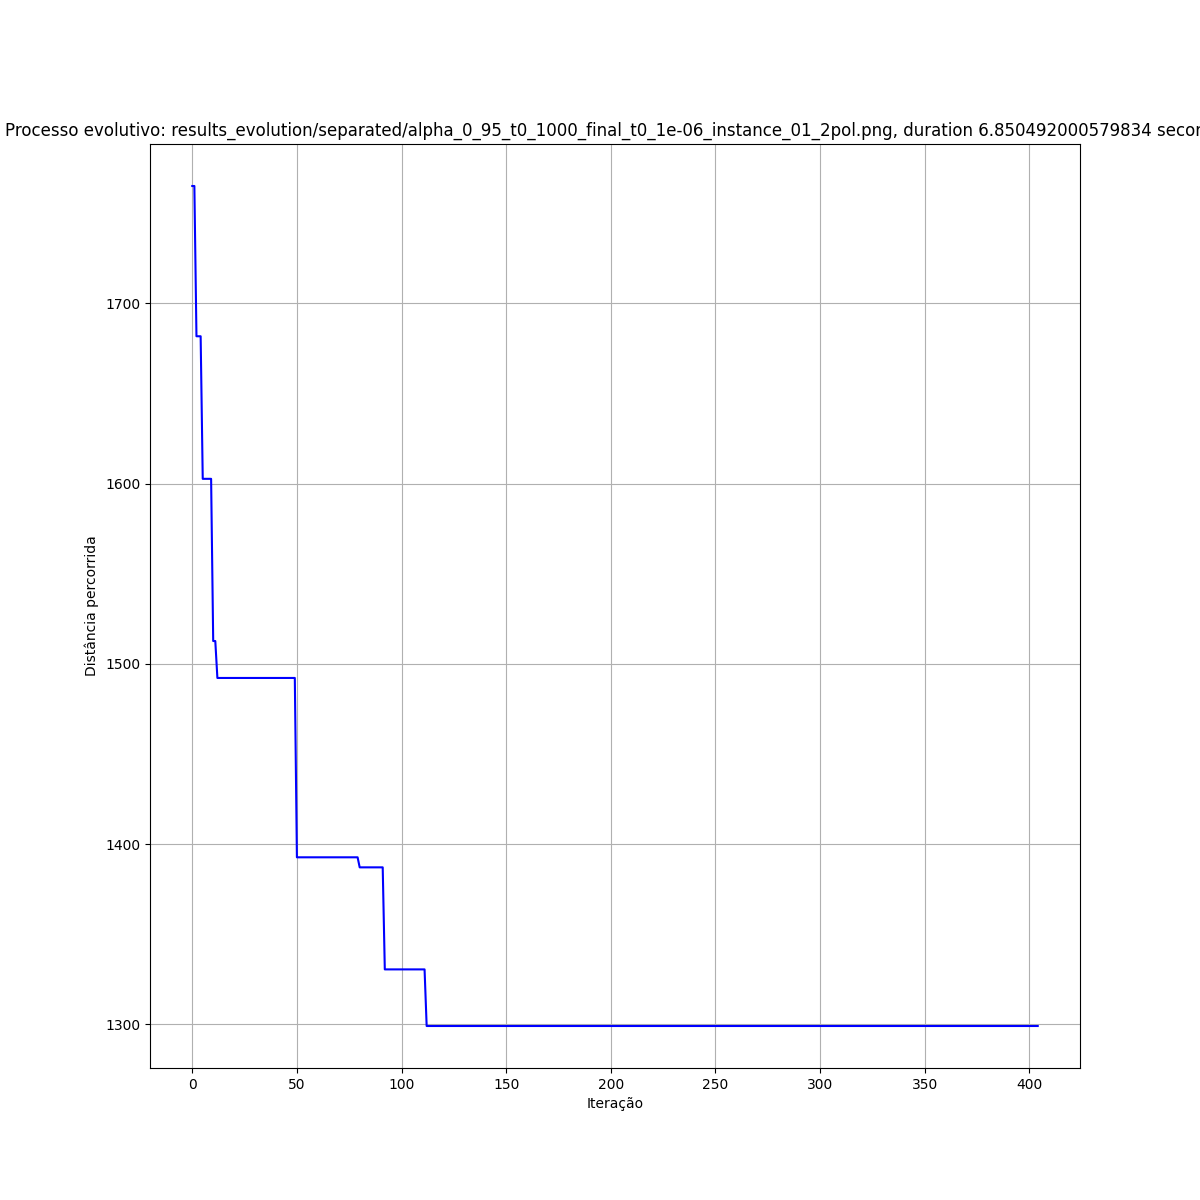 Processo evolutivo: results_evolution/separated/alpha_0_95_t0_1000_final_t0_1e-06_instance_01_2pol.png, duration 6.850492000579834
1700
1600
1500
1400
1300
Distância percorrida
0 50 100 150 200 250 300 350 400
Iteração